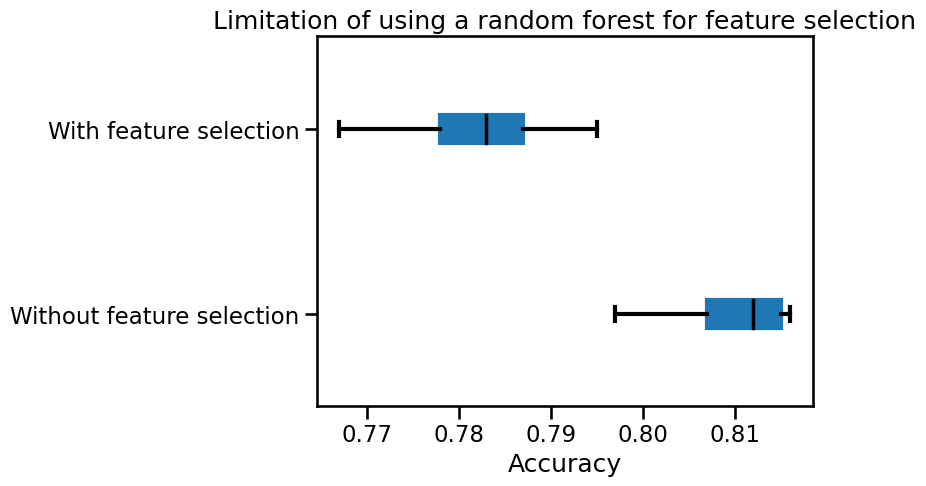 Limitation of using a random forest for feature selection
With feature selection
Without feature selection
0.77 0.78 0.79 0.80 0.81
Accuracy